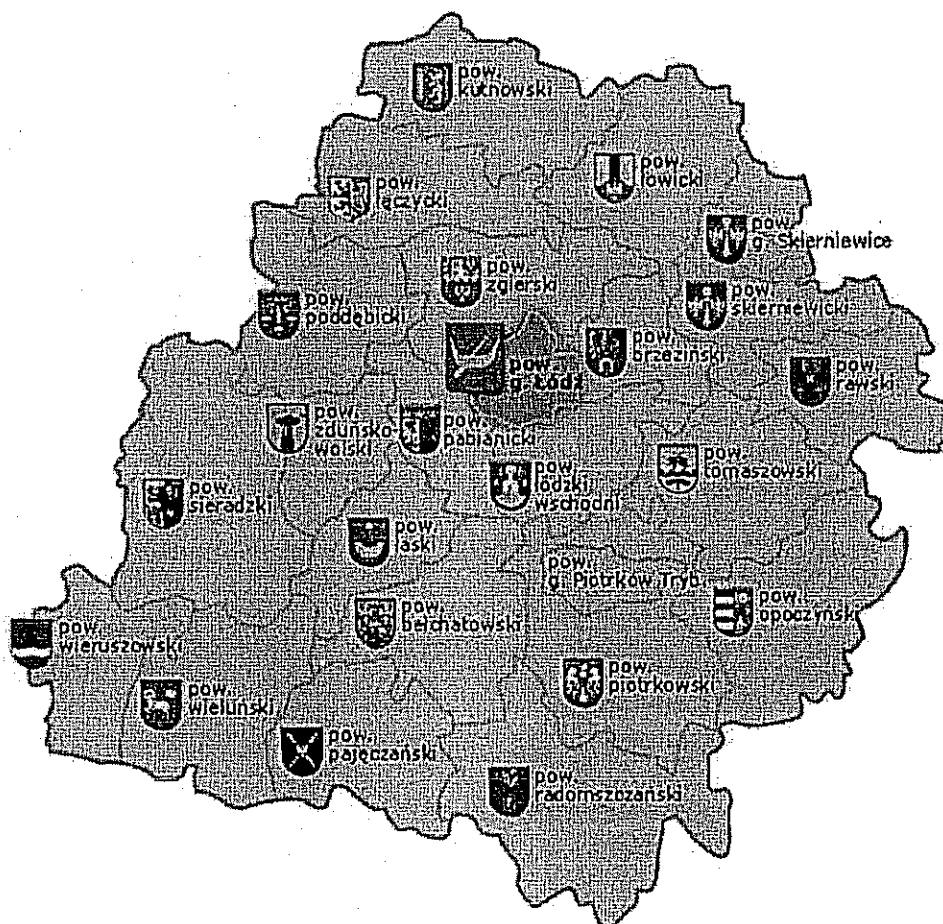 pow.
kutnowski
pow.
łowicki
pow.
łęczycki
pow.
g. Skierniewice
pow.
zgierski
pow.
skierniewicki
pow.
poddębicki
pow.
brzeziński
pow.
g. Łódź
pow.
rawski
pow.
zduńsko
wolski
pow.
pabianicki
pow.
tomaszowski
pow.
łódzki
wschodni
pow.
sieradzki
pow.
łaski
pow.
g. Piotrków Tryb.
pow.
opoczyński
pow.
bełchatowski
pow.
wieruszowski
pow.
piotrkowski
pow.
wieluński
pow.
pajęczański
pow.
radomszczański